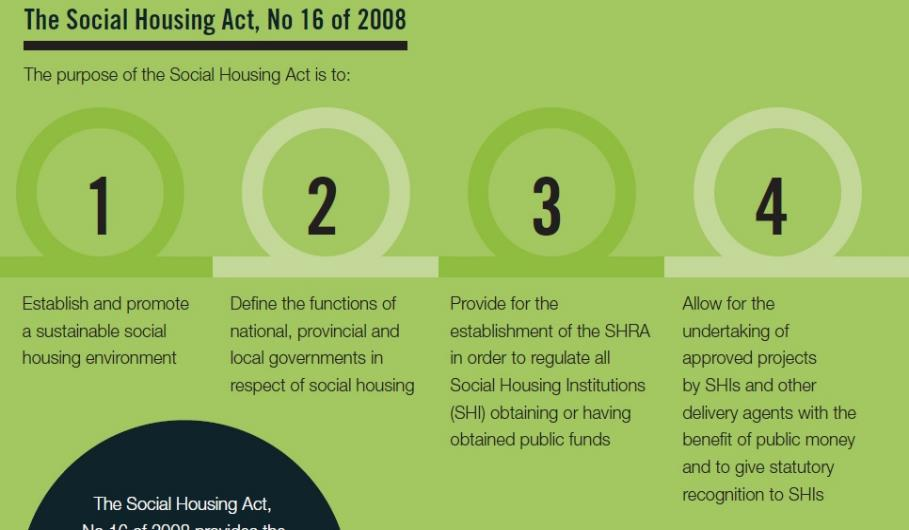 The Social Housing Act, No 16 of 2008
The purpose of the Social Housing Act is to:
1
Establish and promote
a sustainable social
housing environment
2
Define the functions of
national, provincial and
local governments in
respect of social housing
3
Provide for the
establishment of the SHRA
in order to regulate all
Social Housing Institutions
(SHI) obtaining or having
obtained public funds
4
Allow for the
undertaking of
approved projects
by SHIs and other
delivery agents with the
benefit of public money
and to give statutory
recognition to SHIs
The Social Housing Act,
No 16 of 2008 provides the